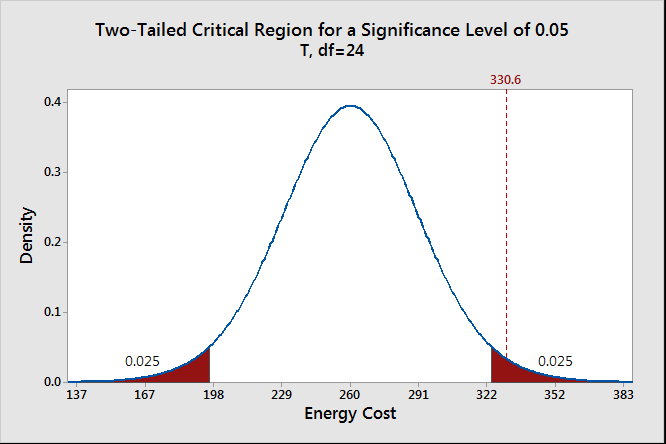 Two-Tailed Critical Region for a Significance Level of 0.05
T, df=24
330.6
0.4
0.3
0.2
0.1
0.0
Density
0.025
0.025
137 167 198 229 260 291 322 352 383
Energy Cost